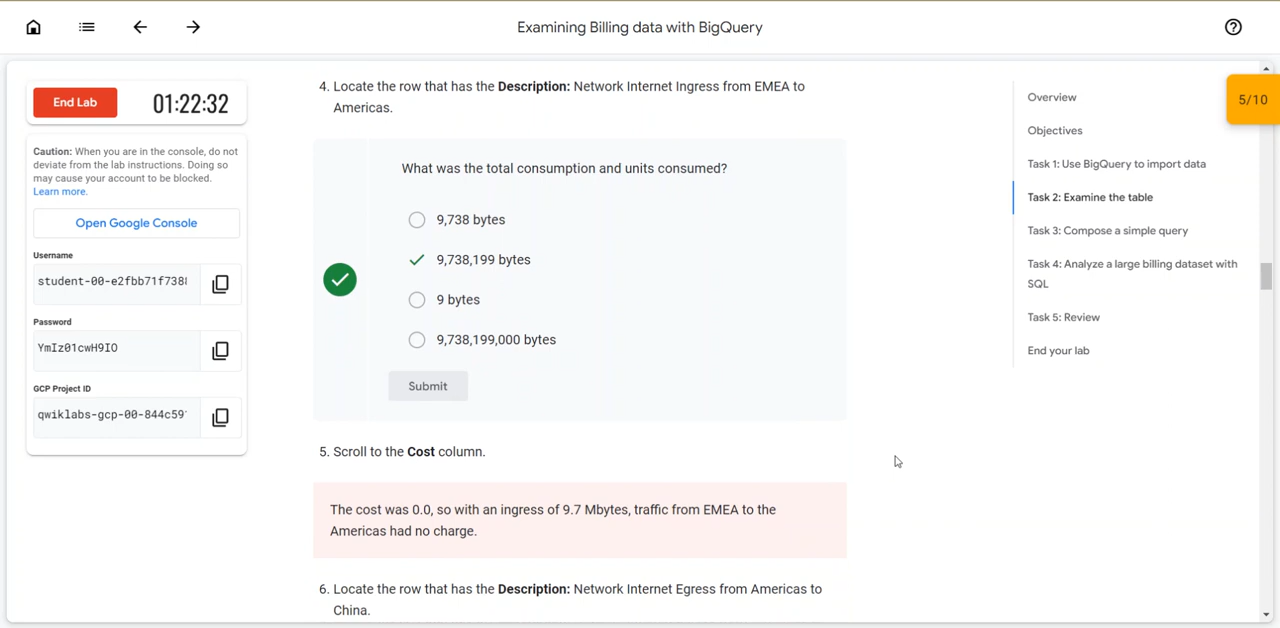 Examining Billing data with BigQuery
End Lab
01:22:32
Caution: When you are in the console, do not
deviate from the lab instructions. Doing so
may cause your account to be blocked.
Learn more.
Open Google Console
Username
student-00-e2fbb71f738
Password
YmIz01cwH9IO
GCP Project ID
qwiklabs-gcp-00-844c59
4. Locate the row that has the Description: Network Internet Ingress from EMEA to
Americas.
What was the total consumption and units consumed?
9,738 bytes
9,738,199 bytes
9 bytes
9,738,199,000 bytes
Submit
5. Scroll to the Cost column.
The cost was 0.0, so with an ingress of 9.7 Mbytes, traffic from EMEA to the
Americas had no charge.
6. Locate the row that has the Description: Network Internet Egress from Americas to
China.
Overview
Objectives
Task 1: Use BigQuery to import data
Task 2: Examine the table
Task 3: Compose a simple query
Task 4: Analyze a large billing dataset with
SQL
Task 5: Review
End your lab
5/10